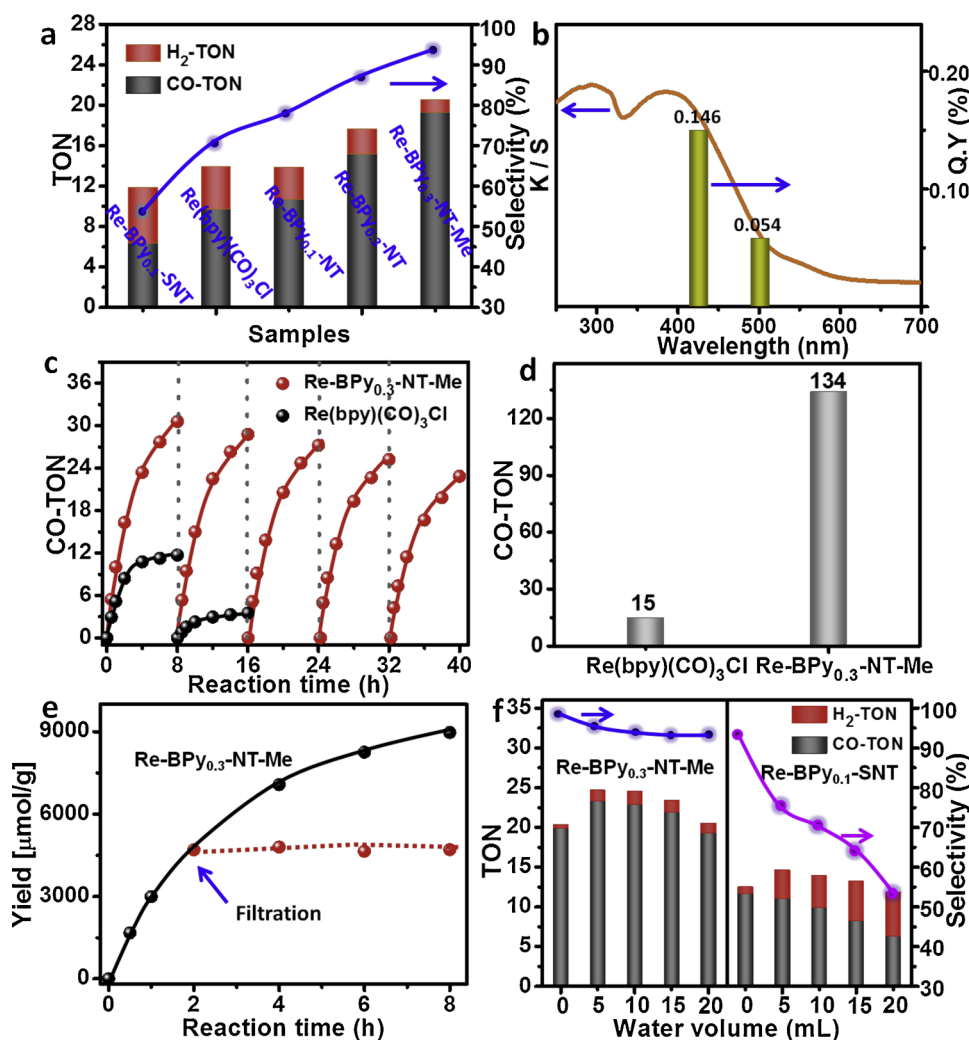 a
28
24
20
16
12
8
4
0
TON
H2-TON
CO-TON
Re-BPy0.1-SNT
Re(bpy)(CO)3Cl
Re-BPy0.1-NT
Re-BPy0.2-NT
Re-BPy0.3-NT-Me
100
90
80
70
60
50
40
30
Selectivity (%)
Samples
b
K / S
0.146
0.054
0.20
0.10
Q.Y (%)
300 400 500 600 700
Wavelength (nm)
c
36
30
24
18
12
6
0
CO-TON
Re-BPy0.3-NT-Me
Re(bpy)(CO)3Cl
0 8 16 24 32 40
Reaction time (h)
d
120
90
60
30
0
CO-TON
15
134
Re(bpy)(CO)3Cl Re-BPy0.3-NT-Me
e
9000
6000
3000
0
Yield [μmol/g]
Re-BPy0.3-NT-Me
Filtration
0 2 4 6 8
Reaction time (h)
f
35
30
25
20
15
10
5
0
TON
H2-TON
CO-TON
Re-BPy0.3-NT-Me
Re-BPy0.1-SNT
100
90
80
70
60
50
40
30
Selectivity (%)
0 5 10 15 20 0 5 10 15 20
Water volume (mL)